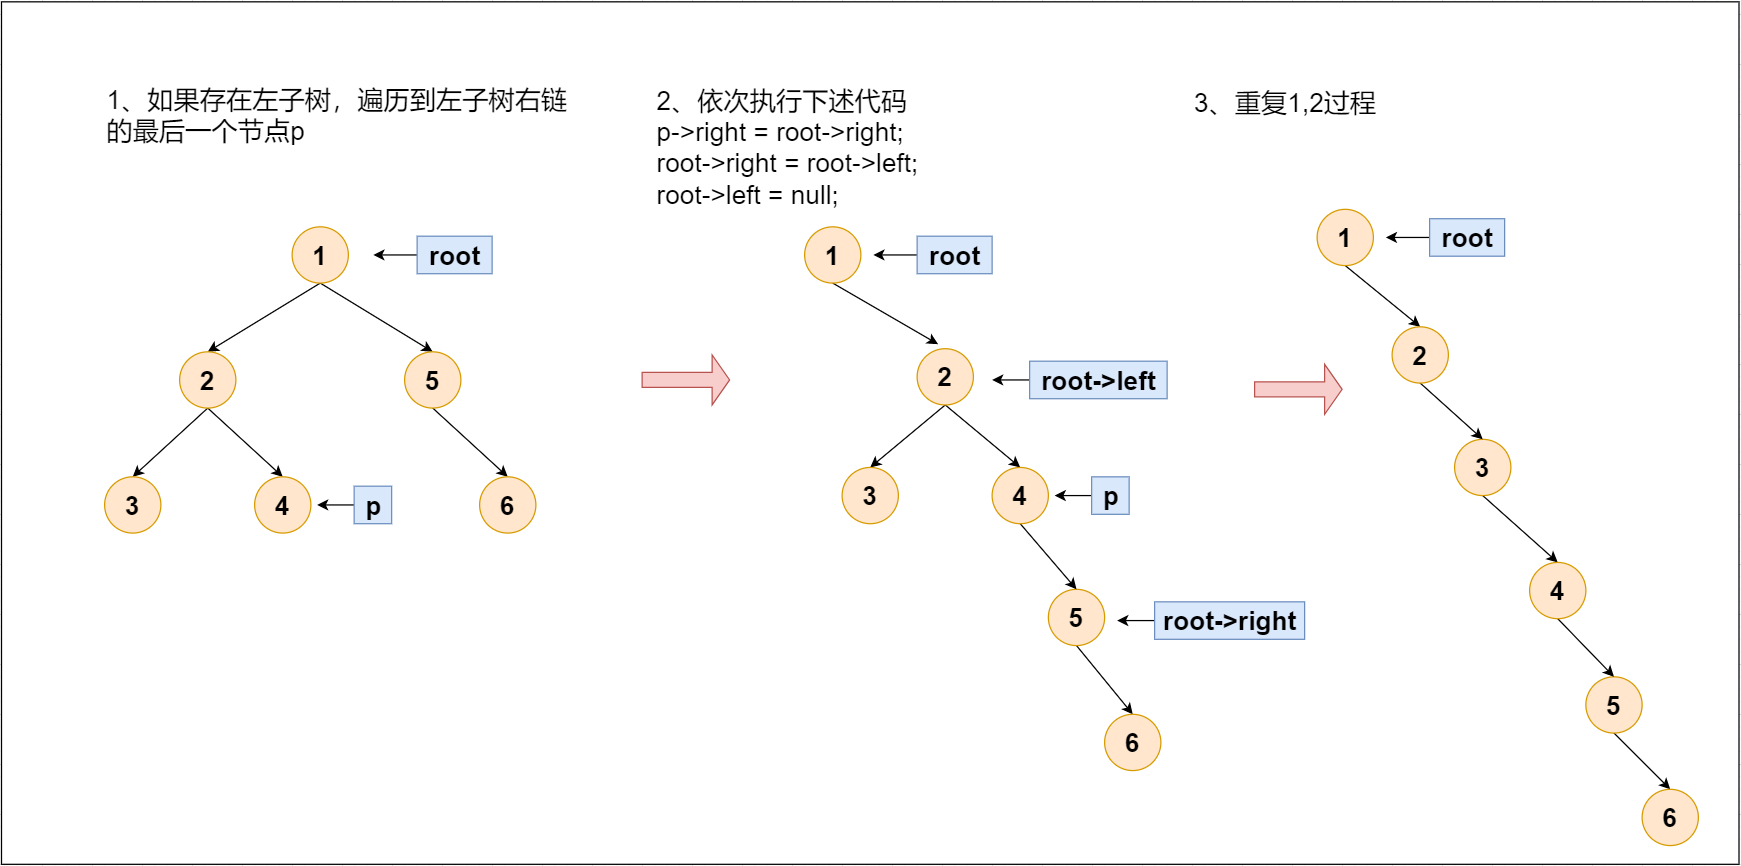 1、如果存在左子树，遍历到左子树右链
的最后一个节点p
2、依次执行下述代码
p->right = root->right;
root->right = root->left;
root->left = null;
3、重复1,2过程
1
root
2
5
3
4
p
6
1
root
2
root->left
3
4
p
5
root->right
6
1
root
2
3
4
5
6